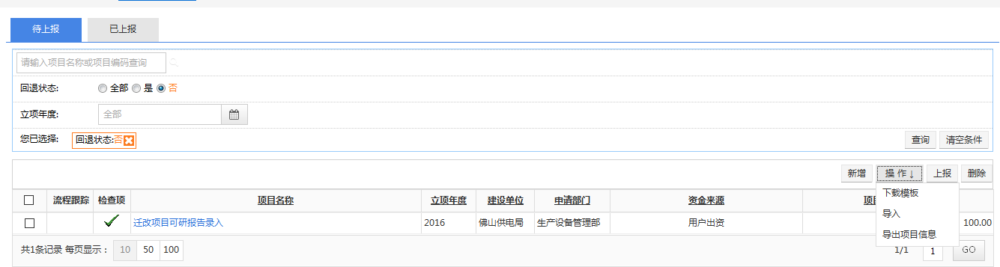 待上报 已上报
请输入项目名称或项目编码查询
回退状态: 全部 是 否
立项年度: 全部
您已选择: 回退状态:否 查询 清空条件
新增 操 作↓ 上报 删除
流程跟踪 检查项 项目名称 立项年度 建设单位 申请部门 资金来源 项
下载模板
迁改项目可研报告录入 2016 佛山供电局 生产设备管理部 用户出资 100.00
导入
导出项目信息
共1条记录 每页显示： 10 50 100 1/1 1 GO